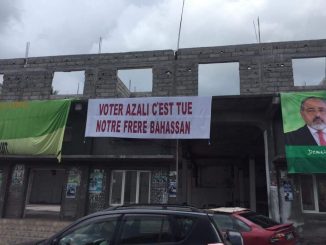 VOTER AZALI C'EST TUE
NOTRE FRERE BAHASSAN